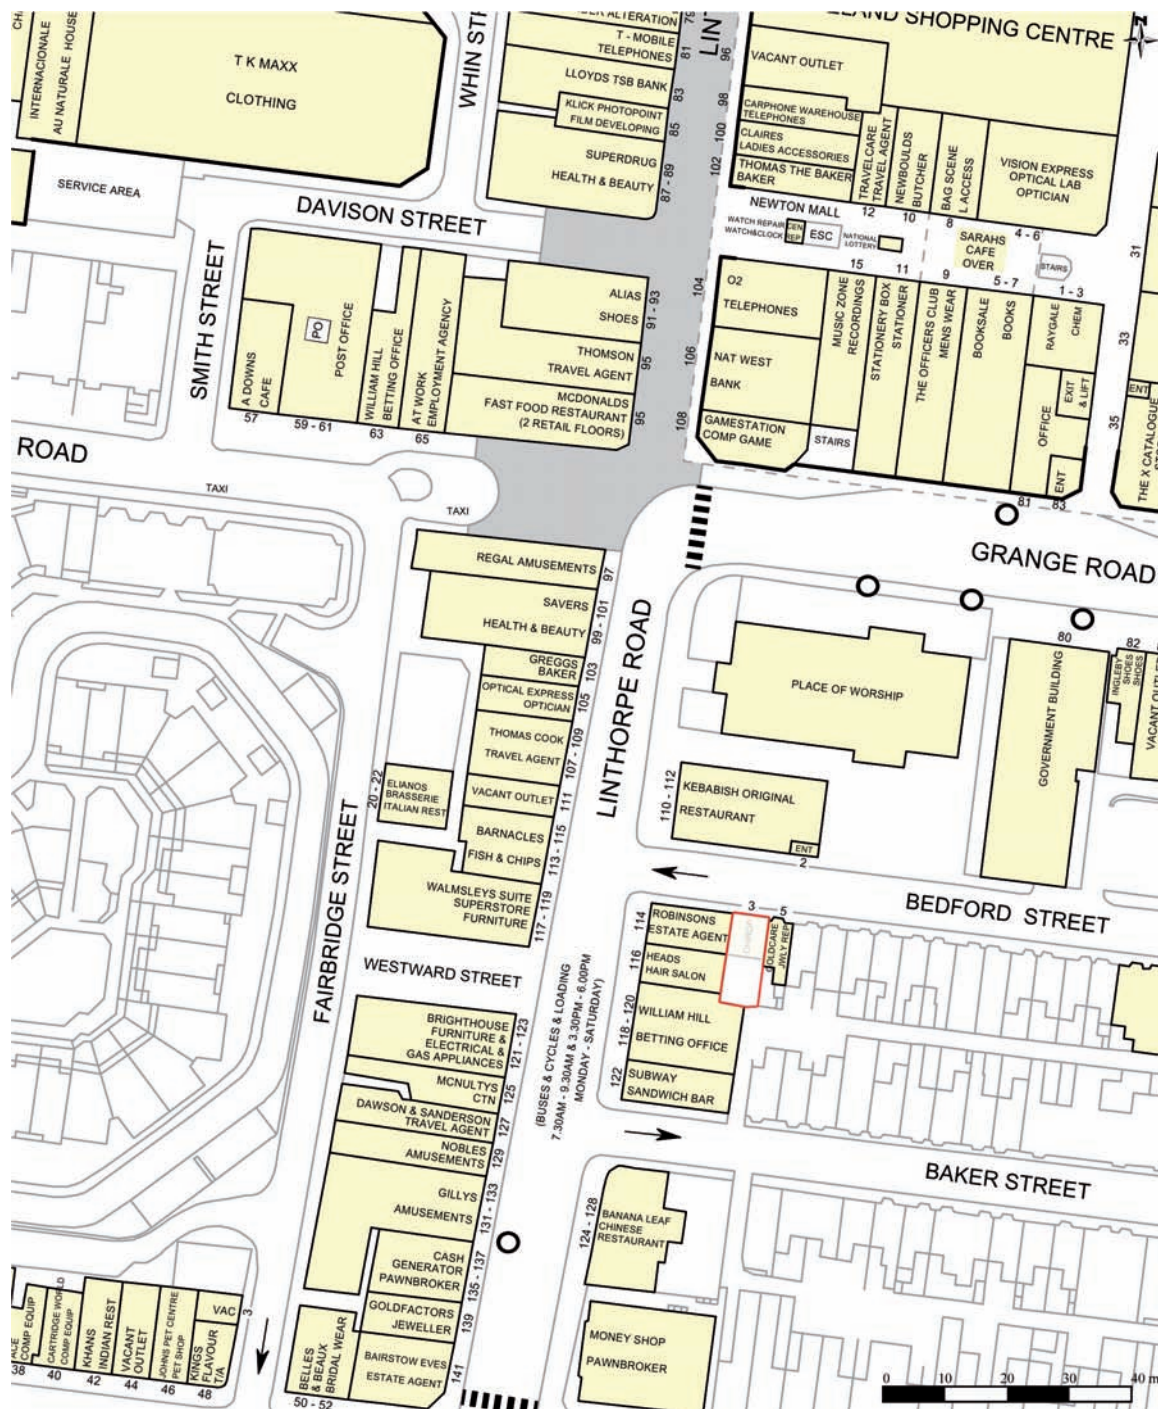 INTERNACIONALE
AU NATURALE HOUSE
T K MAXX
CLOTHING
WHIN STR
ALTERATION
T - MOBILE
TELEPHONES
LLOYDS TSB BANK
KLICK PHOTOPOINT
FILM DEVELOPING
SUPERDRUG
HEALTH & BEAUTY
79
81
83
85
87 - 89
LINT
96
98
100
102
SHOPPING CENTRE
N
VACANT OUTLET
CARPHONE WAREHOUSE
TELEPHONES
CLAIRES
LADIES ACCESSORIES
THOMAS THE BAKER
BAKER
TRAVELCARE
TRAVEL AGENT
NEWBOULDS
BUTCHER
BAG SCENE
L ACCESS
VISION EXPRESS
OPTICAL LAB
OPTICIAN
SERVICE AREA
DAVISON STREET
SMITH STREET
NEWTON MALL
12
10
8
4 - 6
WATCH REPAIR
WATCH&CLOCK
GEN
REP
ESC
NATIONAL
LOTTERY
SARAHS
CAFE
OVER
STAIRS
15
11
9
5 - 7
1 - 3
31
33
35
A DOWNS
CAFE
PO
POST OFFICE
WILLIAM HILL
BETTING OFFICE
AT WORK
EMPLOYMENT AGENCY
ALIAS
SHOES
THOMSON
TRAVEL AGENT
MCDONALDS
FAST FOOD RESTAURANT
(2 RETAIL FLOORS)
91 - 93
95
95
57
59 - 61
63
65
104
106
108
O2
TELEPHONES
NAT WEST
BANK
GAMESTATION
COMP GAME
STAIRS
MUSIC ZONE
RECORDINGS
STATIONERY BOX
STATIONER
THE OFFICERS CLUB
MENS WEAR
BOOKSALE
BOOKS
RAYGALE
CHEM
EXIT
& LIFT
OFFICE
ENT
ENT
THE X CATALOGUE
81
83
ROAD
TAXI
TAXI
GRANGE ROAD
REGAL AMUSEMENTS
97
SAVERS
HEALTH & BEAUTY
99 - 101
GREGGS
BAKER
103
OPTICAL EXPRESS
OPTICIAN
105
THOMAS COOK
TRAVEL AGENT
107 - 109
VACANT OUTLET
111
BARNACLES
FISH & CHIPS
113 - 115
WALMSLEYS SUITE
SUPERSTORE
FURNITURE
117 - 119
20 - 22
ELIANOS
BRASSERIE
ITALIAN REST
LINTHORPE ROAD
FAIRBRIDGE STREET
PLACE OF WORSHIP
80
GOVERNMENT BUILDING
82
INGLEBY
SHOES
SHOES
VACANT OUTLET
110 - 112
KEBABISH ORIGINAL
RESTAURANT
ENT
2
BEDFORD STREET
3
5
114
ROBINSONS
ESTATE AGENT
116
HEADS
HAIR SALON
GOLDCARE
JWLY REP
118 - 120
WILLIAM HILL
BETTING OFFICE
122
SUBWAY
SANDWICH BAR
WESTWARD STREET
(BUSES & CYCLES & LOADING
7.30AM - 9.30AM & 3.30PM - 6.00PM
MONDAY - SATURDAY)
BRIGHTHOUSE
FURNITURE &
ELECTRICAL &
GAS APPLIANCES
121 - 123
MCNULTYS
CTN
125
DAWSON & SANDERSON
TRAVEL AGENT
127
NOBLES
AMUSEMENTS
129
GILLYS
AMUSEMENTS
131 - 133
CASH
GENERATOR
PAWNBROKER
135 - 137
GOLDFACTORS
JEWELLER
139
BAIRSTOW EVES
ESTATE AGENT
141
BELLES
& BEAUX
BRIDAL WEAR
50 - 52
BAKER STREET
124 - 128
BANANA LEAF
CHINESE
RESTAURANT
MONEY SHOP
PAWNBROKER
COMP EQUIP
38
CARTRIDGE WORLD
COMP EQUIP
40
KHANS
INDIAN REST
42
VACANT
OUTLET
44
JOHNS PET CENTRE
PET SHOP
46
KINGS
FLAVOUR
T/A
48
VAC
3
0 10 20 30 40 m